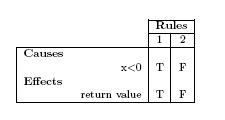 Rules
1 2
Causes
x<0 T F
Effects
return value T F